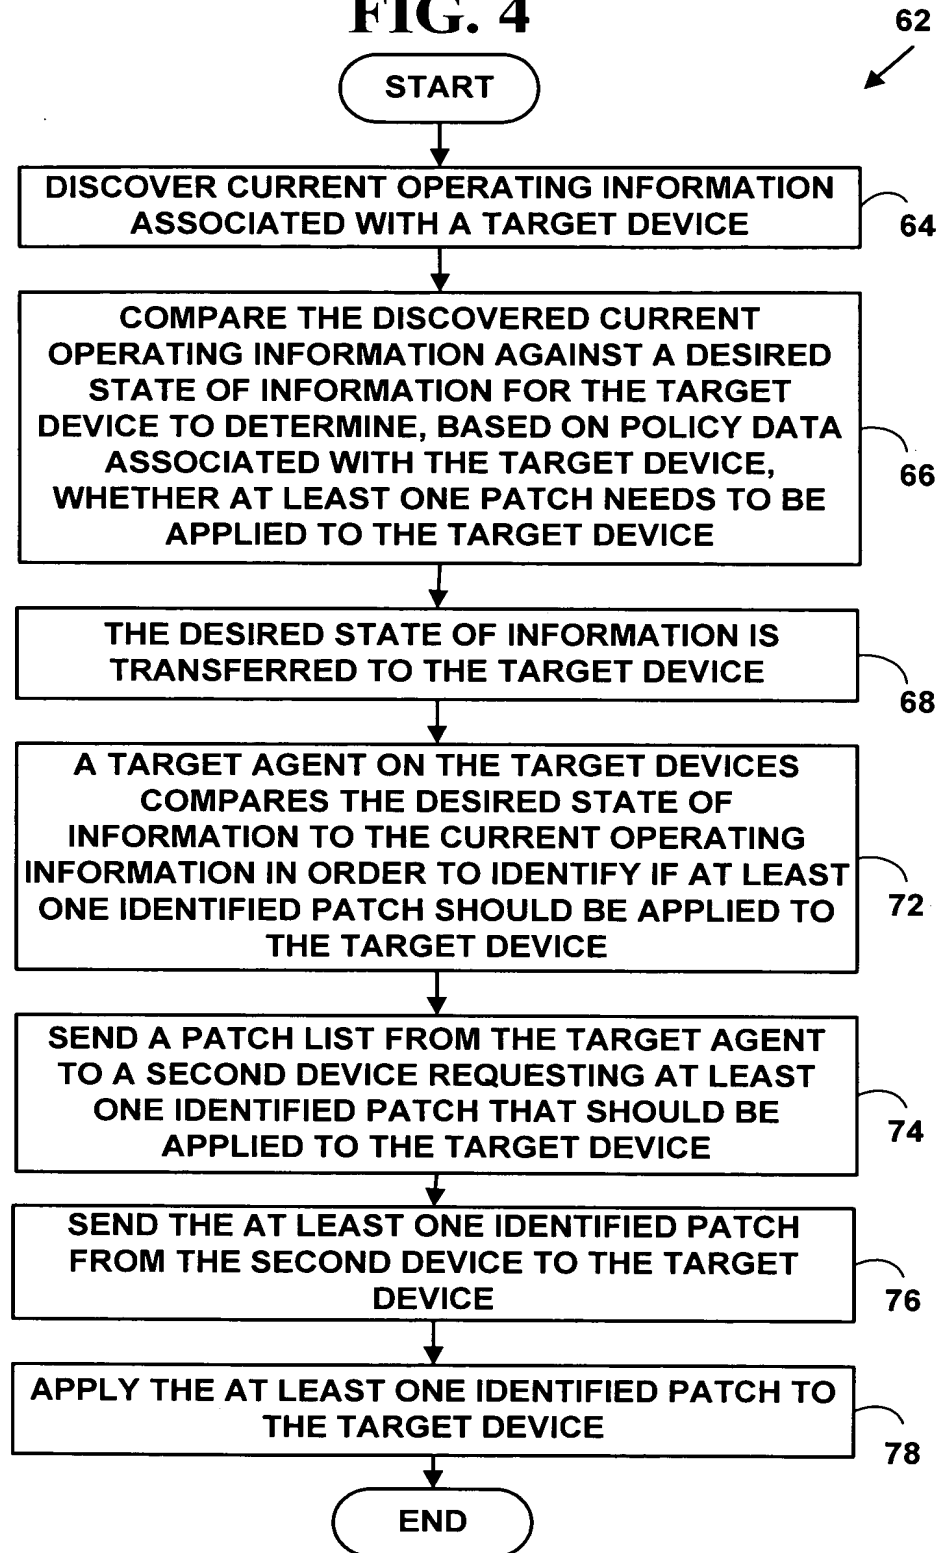 FIG. 4
62
START
DISCOVER CURRENT OPERATING INFORMATION
ASSOCIATED WITH A TARGET DEVICE
64
COMPARE THE DISCOVERED CURRENT
OPERATING INFORMATION AGAINST A DESIRED
STATE OF INFORMATION FOR THE TARGET
DEVICE TO DETERMINE, BASED ON POLICY DATA
ASSOCIATED WITH THE TARGET DEVICE,
WHETHER AT LEAST ONE PATCH NEEDS TO BE
APPLIED TO THE TARGET DEVICE
66
THE DESIRED STATE OF INFORMATION IS
TRANSFERRED TO THE TARGET DEVICE
68
A TARGET AGENT ON THE TARGET DEVICES
COMPARES THE DESIRED STATE OF
INFORMATION TO THE CURRENT OPERATING
INFORMATION IN ORDER TO IDENTIFY IF AT LEAST
ONE IDENTIFIED PATCH SHOULD BE APPLIED TO
THE TARGET DEVICE
72
SEND A PATCH LIST FROM THE TARGET AGENT
TO A SECOND DEVICE REQUESTING AT LEAST
ONE IDENTIFIED PATCH THAT SHOULD BE
APPLIED TO THE TARGET DEVICE
74
SEND THE AT LEAST ONE IDENTIFIED PATCH
FROM THE SECOND DEVICE TO THE TARGET
DEVICE
76
APPLY THE AT LEAST ONE IDENTIFIED PATCH TO
THE TARGET DEVICE
78
END